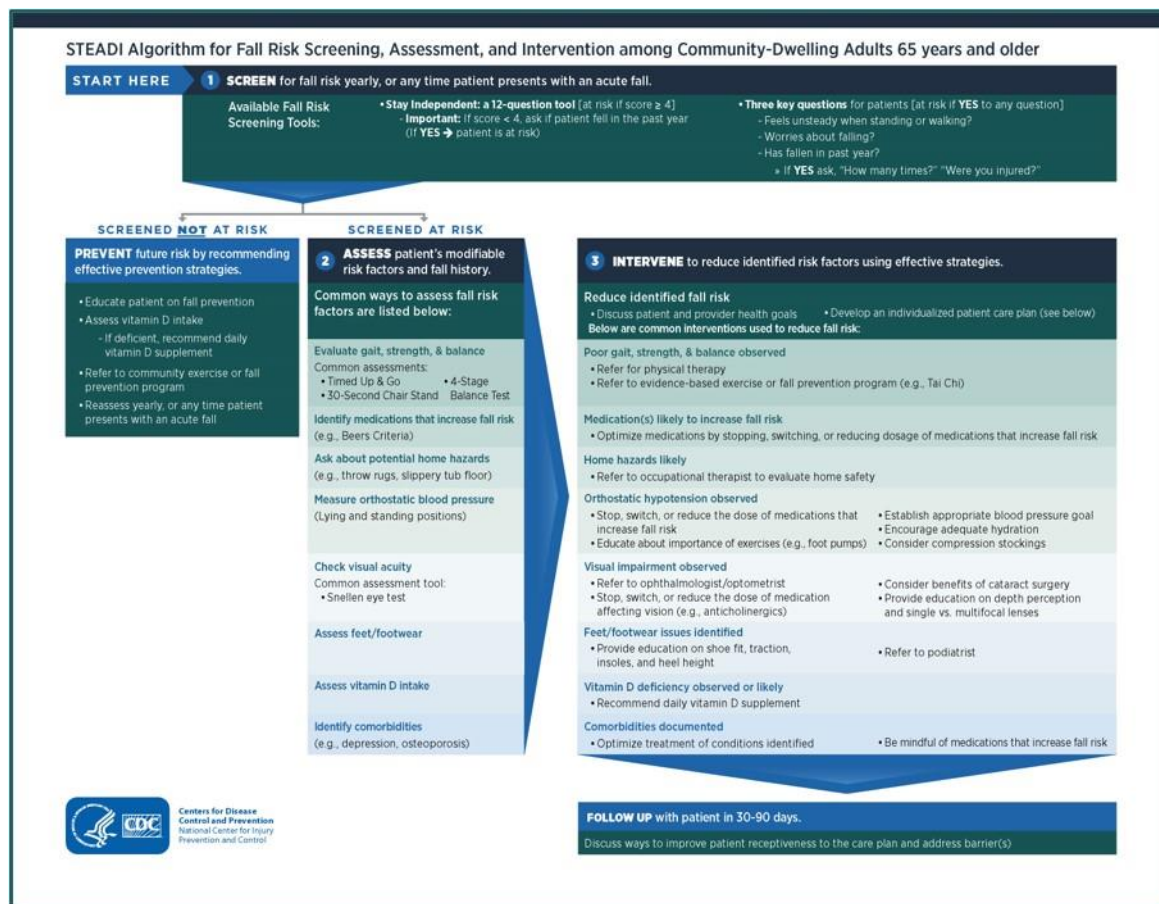 STEADI Algorithm for Fall Risk Screening, Assessment, and Intervention among Community-Dwelling Adults 65 years and older
START HERE
1 SCREEN for fall risk yearly, or any time patient presents with an acute fall.
Available Fall Risk
Screening Tools:
• Stay Independent: a 12-question tool [at risk if score ≥ 4]
- Important: If score < 4, ask if patient fell in the past year
(If YES ➔ patient is at risk)
• Three key questions for patients [at risk if YES to any question]
- Feels unsteady when standing or walking?
- Worries about falling?
- Has fallen in past year?
» If YES ask, "How many times?" "Were you injured?"
SCREENED NOT AT RISK
PREVENT future risk by recommending
effective prevention strategies.
• Educate patient on fall prevention
• Assess vitamin D intake
- If deficient, recommend daily
vitamin D supplement
• Refer to community exercise or fall
prevention program
• Reassess yearly, or any time patient
presents with an acute fall
SCREENED AT RISK
2 ASSESS patient's modifiable
risk factors and fall history.
Common ways to assess fall risk
factors are listed below:
Evaluate gait, strength, & balance
Common assessments:
• Timed Up & Go • 4-Stage
• 30-Second Chair Stand Balance Test
Identify medications that increase fall risk
(e.g., Beers Criteria)
Ask about potential home hazards
(e.g., throw rugs, slippery tub floor)
Measure orthostatic blood pressure
(Lying and standing positions)
Check visual acuity
Common assessment tool:
• Snellen eye test
Assess feet/footwear
Assess vitamin D intake
Identify comorbidities
(e.g., depression, osteoporosis)
3 INTERVENE to reduce identified risk factors using effective strategies.
Reduce identified fall risk
• Discuss patient and provider health goals • Develop an individualized patient care plan (see below)
Below are common interventions used to reduce fall risk:
Poor gait, strength, & balance observed
• Refer for physical therapy
• Refer to evidence-based exercise or fall prevention program (e.g., Tai Chi)
Medication(s) likely to increase fall risk
• Optimize medications by stopping, switching, or reducing dosage of medications that increase fall risk
Home hazards likely
• Refer to occupational therapist to evaluate home safety
Orthostatic hypotension observed
• Stop, switch, or reduce the dose of medications that
increase fall risk
• Educate about importance of exercises (e.g., foot pumps)
• Establish appropriate blood pressure goal
• Encourage adequate hydration
• Consider compression stockings
Visual impairment observed
• Refer to ophthalmologist/optometrist
• Stop, switch, or reduce the dose of medication
affecting vision (e.g., anticholinergics)
• Consider benefits of cataract surgery
• Provide education on depth perception
and single vs. multifocal lenses
Feet/footwear issues identified
• Provide education on shoe fit, traction,
insoles, and heel height
• Refer to podiatrist
Vitamin D deficiency observed or likely
• Recommend daily vitamin D supplement
Comorbidities documented
• Optimize treatment of conditions identified
• Be mindful of medications that increase fall risk
FOLLOW UP with patient in 30-90 days.
Discuss ways to improve patient receptiveness to the care plan and address barrier(s)
CDC
Centers for Disease
Control and Prevention
National Center for Injury
Prevention and Control